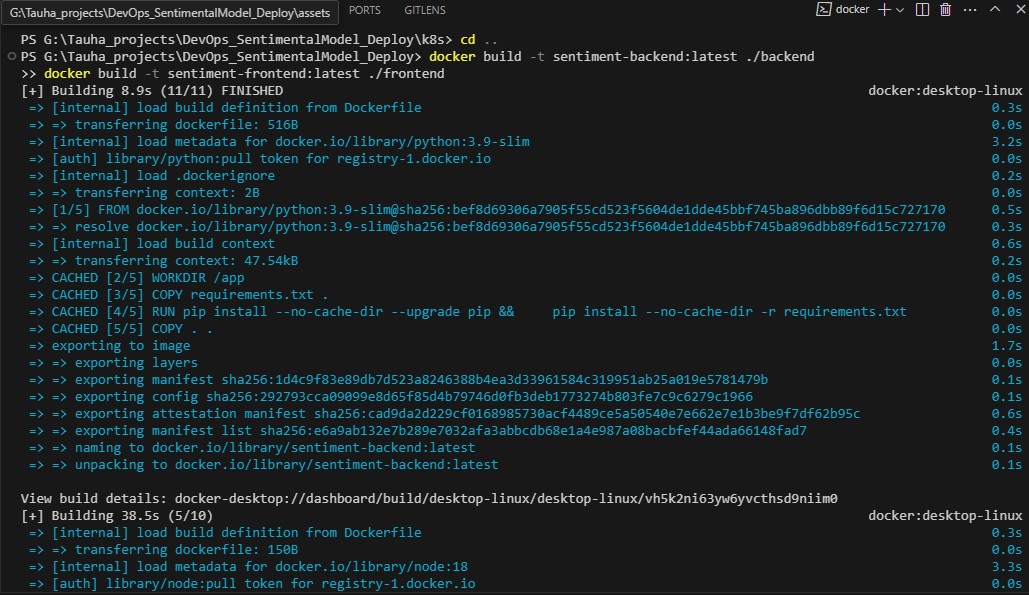 G:\Tauha_projects\DevOps_SentimentalModel_Deploy\assets PORTS GITLENS docker
PS G:\Tauha_projects\DevOps_SentimentalModel_Deploy\k8s> cd ..
PS G:\Tauha_projects\DevOps_SentimentalModel_Deploy> docker build -t sentiment-backend:latest ./backend
>> docker build -t sentiment-frontend:latest ./frontend
[+] Building 8.9s (11/11) FINISHED docker:desktop-linux
=> [internal] load build definition from Dockerfile 0.3s
=> => transferring dockerfile: 516B 0.0s
=> [internal] load metadata for docker.io/library/python:3.9-slim 3.2s
=> [auth] library/python:pull token for registry-1.docker.io 0.0s
=> [internal] load .dockerignore 0.2s
=> => transferring context: 2B 0.0s
=> [1/5] FROM docker.io/library/python:3.9-slim@sha256:bef8d69306a7905f55cd523f5604de1dde45bbf745ba896dbb89f6d15c727170 0.5s
=> => resolve docker.io/library/python:3.9-slim@sha256:bef8d69306a7905f55cd523f5604de1dde45bbf745ba896dbb89f6d15c727170 0.3s
=> [internal] load build context 0.6s
=> => transferring context: 47.54kB 0.2s
=> CACHED [2/5] WORKDIR /app 0.0s
=> CACHED [3/5] COPY requirements.txt . 0.0s
=> CACHED [4/5] RUN pip install --no-cache-dir --upgrade pip &&     pip install --no-cache-dir -r requirements.txt 0.0s
=> CACHED [5/5] COPY . . 0.0s
=> exporting to image 1.7s
=> => exporting layers 0.0s
=> => exporting manifest sha256:1d4c9f83e89db7d523a8246388b4ea3d33961584c319951ab25a019e5781479b 0.1s
=> => exporting config sha256:292793cca09099e8d65f85d4b79746d0fb3deb1773274b803fe7c9c6279c1966 0.1s
=> => exporting attestation manifest sha256:cad9da2d229cf0168985730acf4489ce5a50540e7e662e7e1b3be9f7df62b95c 0.6s
=> => exporting manifest list sha256:e6a9ab132e7b289e7032afa3abbcdb68e1a4e987a08bacbfef44ada66148fad7 0.4s
=> => naming to docker.io/library/sentiment-backend:latest 0.1s
=> => unpacking to docker.io/library/sentiment-backend:latest 0.1s
View build details: docker-desktop://dashboard/build/desktop-linux/desktop-linux/vh5k2ni63yw6yvcthsd9niim0
[+] Building 38.5s (5/10) docker:desktop-linux
=> [internal] load build definition from Dockerfile 0.3s
=> => transferring dockerfile: 150B 0.0s
=> [internal] load metadata for docker.io/library/node:18 3.3s
=> [auth] library/node:pull token for registry-1.docker.io 0.0s